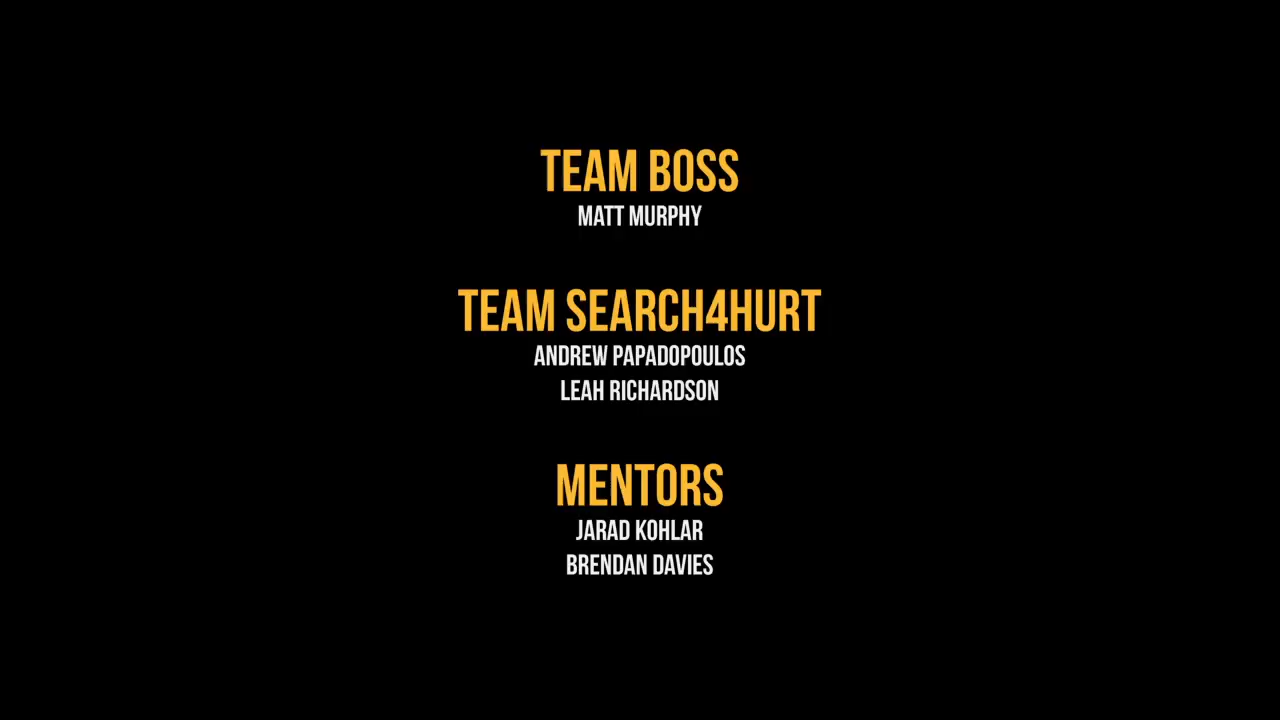 TEAM BOSS
MATT MURPHY
TEAM SEARCH4HURT
ANDREW PAPADOPOULOS
LEAH RICHARDSON
MENTORS
JARAD KOHLAR
BRENDAN DAVIES